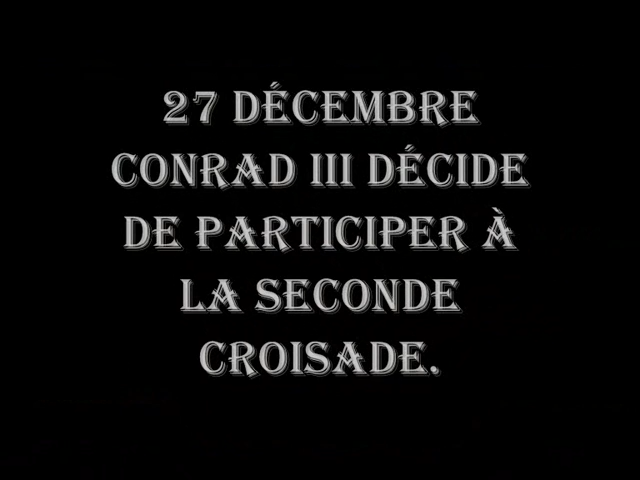 27 DÉCEMBRE
CONRAD III DÉCIDE
DE PARTICIPER À
LA SECONDE
CROISADE.